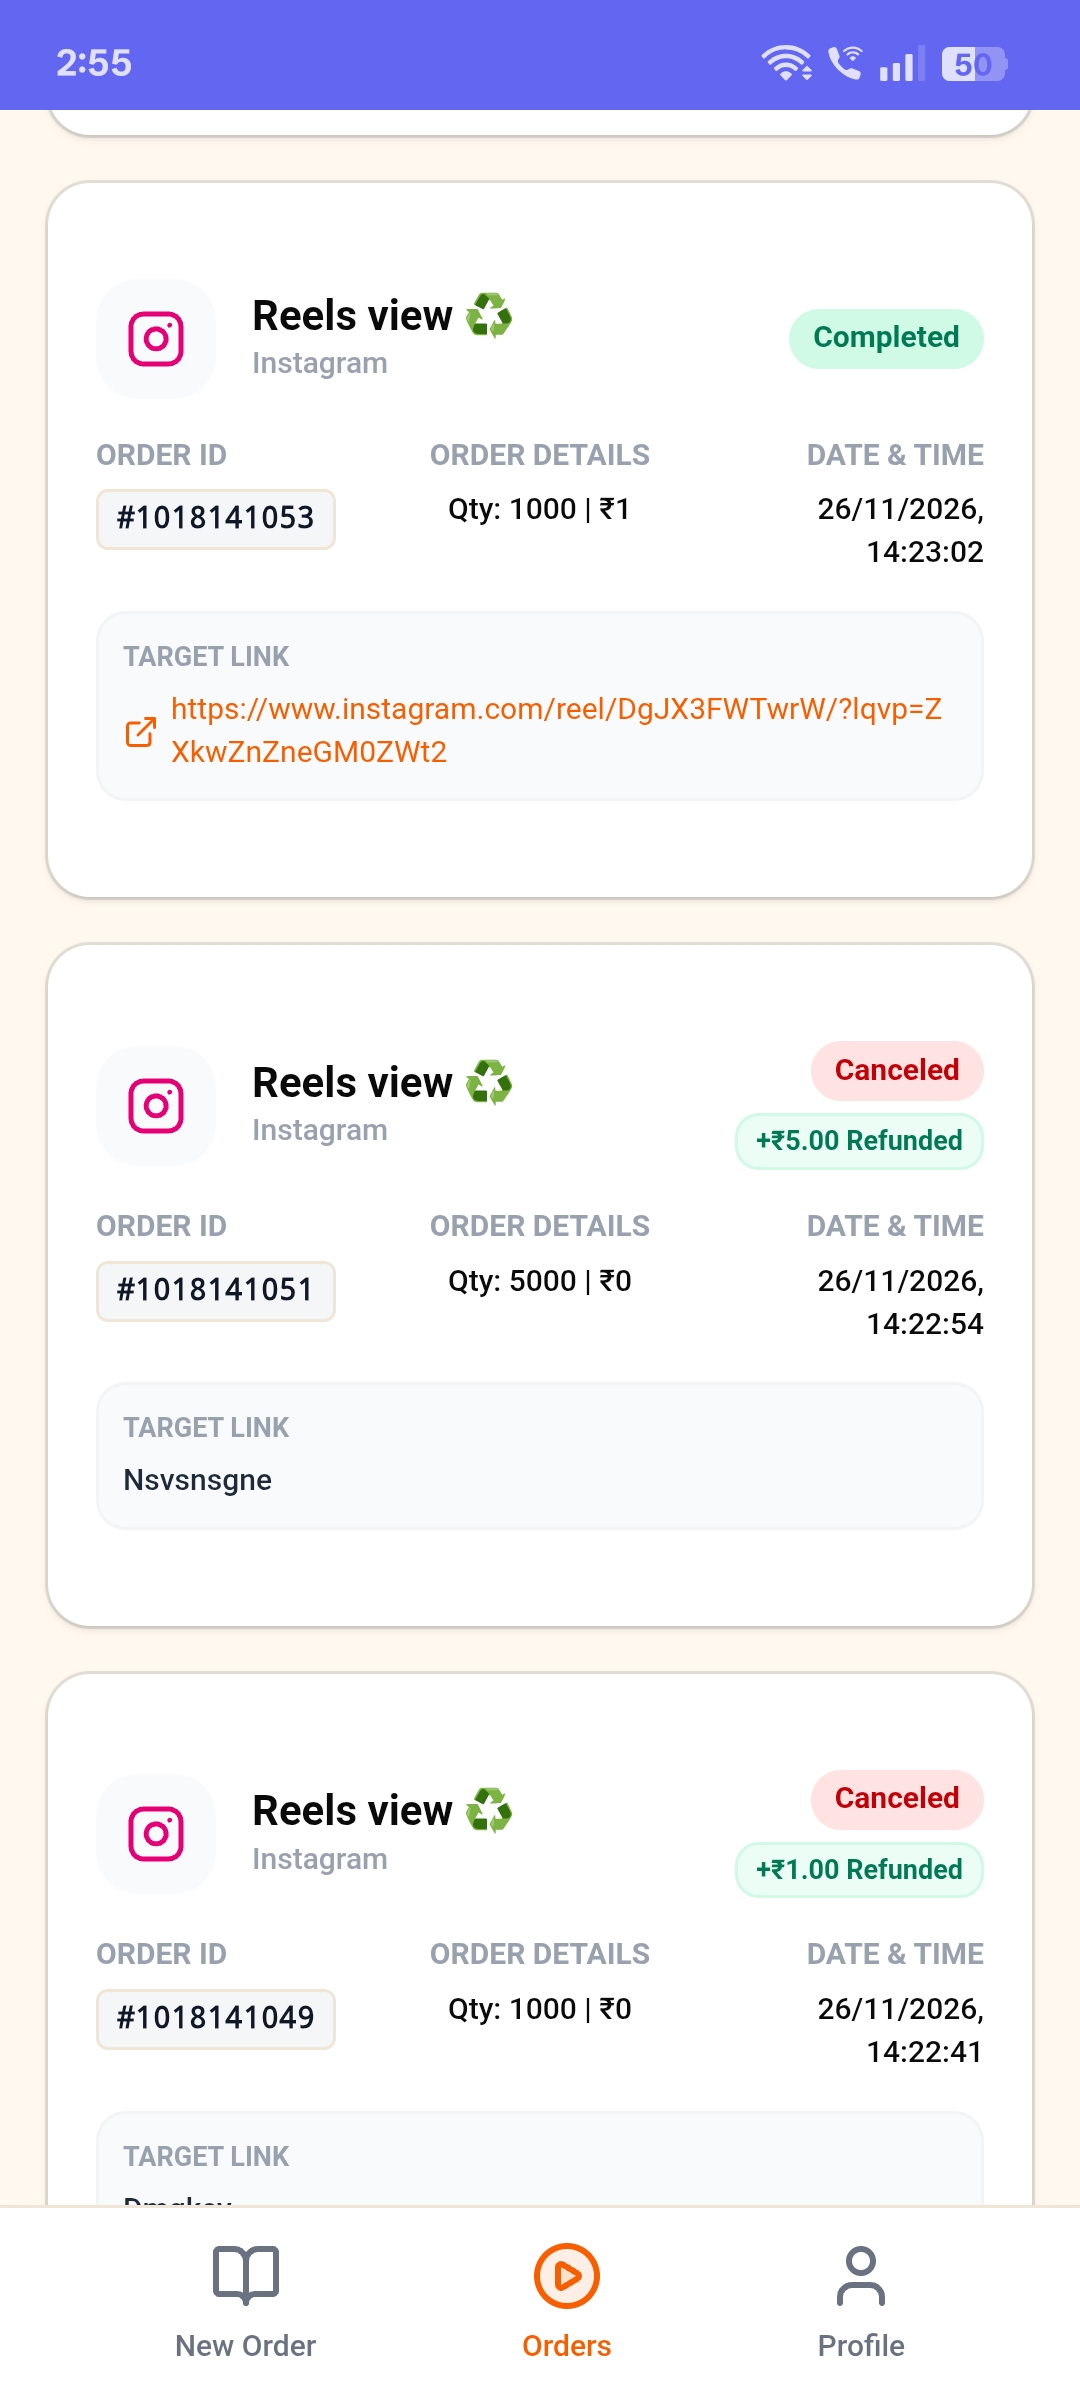 2:55
50
Reels view ♻️
Instagram
Completed
ORDER ID
ORDER DETAILS
DATE & TIME
#1018141053
Qty: 1000 | ₹1
26/11/2026,
14:23:02
TARGET LINK
https://www.instagram.com/reel/DgJX3FWTwrW/?lqvp=Z
XkwZnZneGM0ZWt2
Reels view ♻️
Instagram
Canceled
+₹5.00 Refunded
ORDER ID
ORDER DETAILS
DATE & TIME
#1018141051
Qty: 5000 | ₹0
26/11/2026,
14:22:54
TARGET LINK
Nsvsnsgne
Reels view ♻️
Instagram
Canceled
+₹1.00 Refunded
ORDER ID
ORDER DETAILS
DATE & TIME
#1018141049
Qty: 1000 | ₹0
26/11/2026,
14:22:41
TARGET LINK
New Order
Orders
Profile